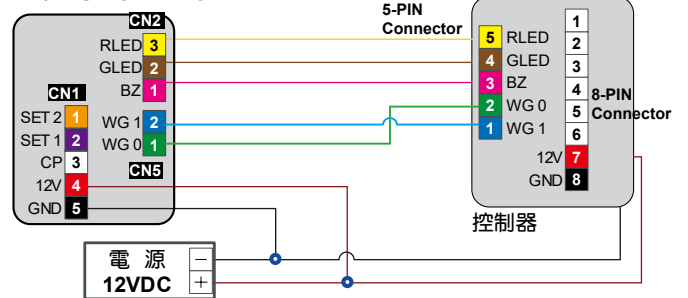 CN2
RLED 3
GLED 2
BZ 1
CN1
SET 2 1
SET 1 2
CP 3
12V 4
GND 5
WG 1 2
WG 0 1
CN5
5-PIN
Connector
5 RLED
4 GLED
3 BZ
2 WG 0
1 WG 1
1
2
3
4
5
6
12V 7
GND 8
8-PIN
Connector
控制器
電 源 −
12VDC +